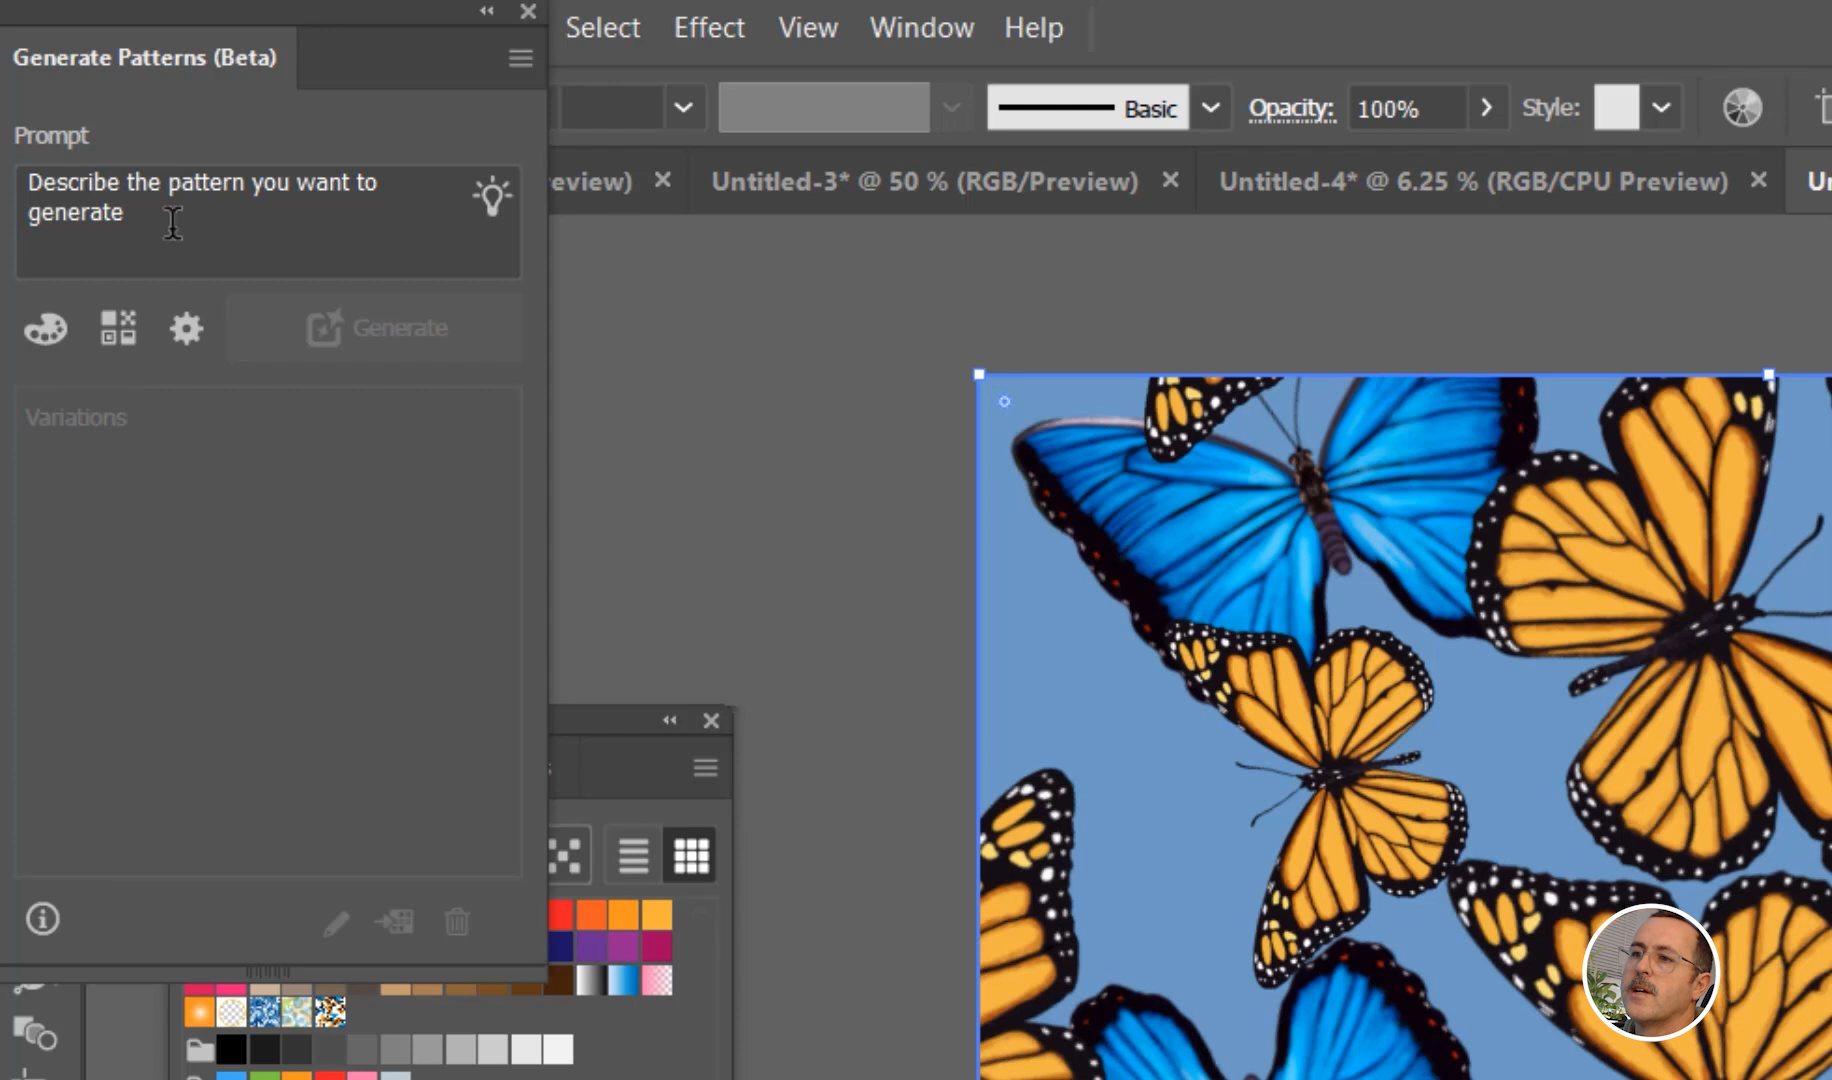 Select Effect View Window Help
Generate Patterns (Beta)
Basic Opacity: 100% Style:
Prompt
Describe the pattern you want to
generate
eview) Untitled-3* @ 50 % (RGB/Preview) Untitled-4* @ 6.25 % (RGB/CPU Preview) Un
Generate
Variations